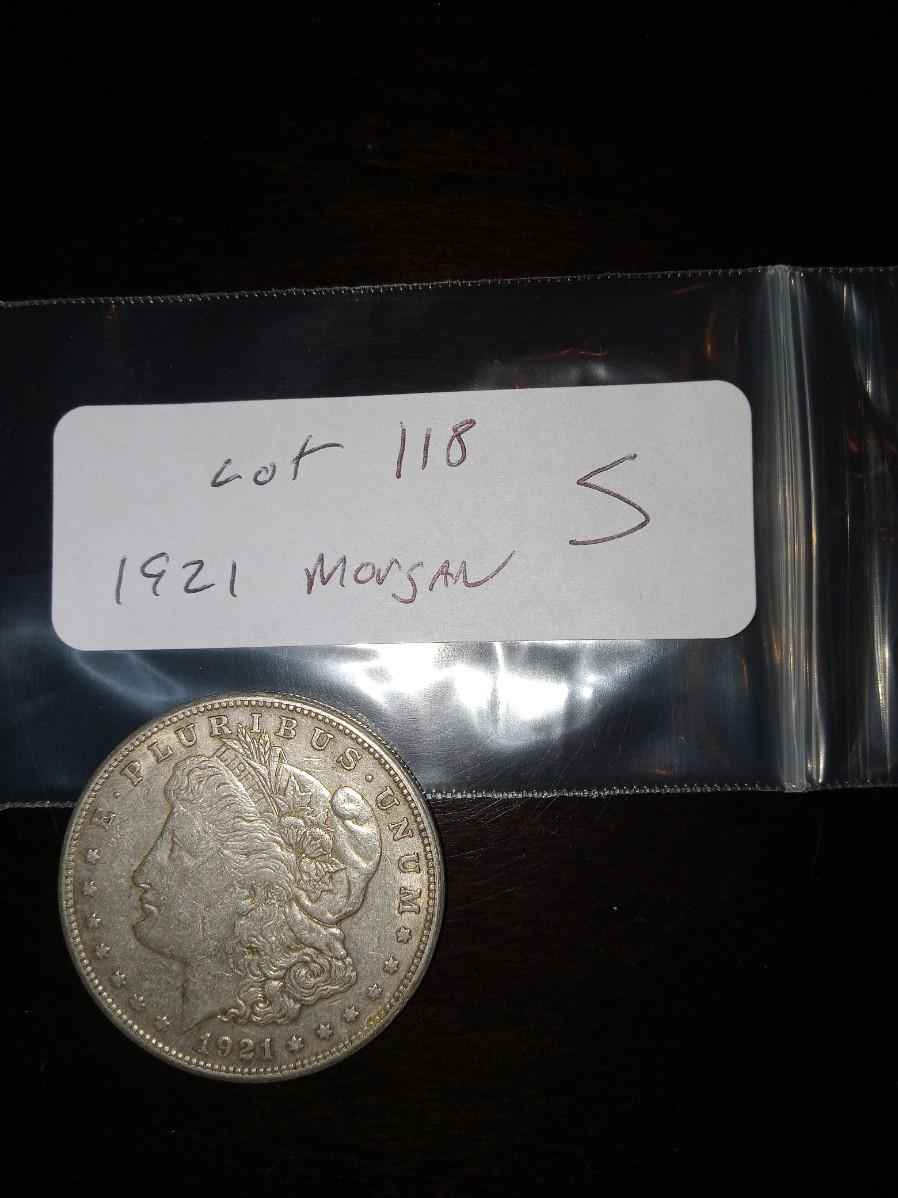 Lot 118
S
1921 Morgan
E · PLURIBUS · UNUM
1921